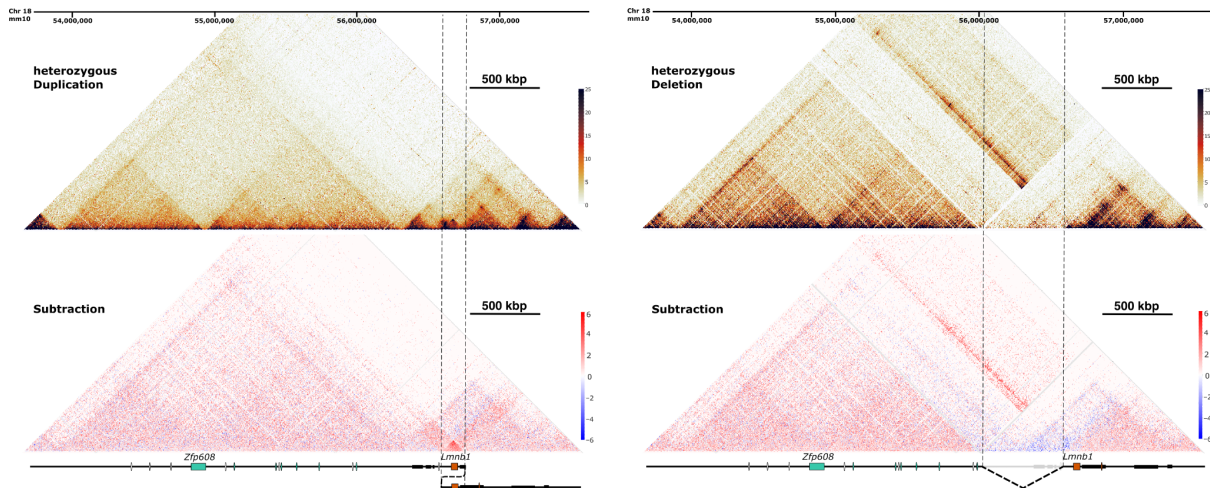 Chr 18
mm10
54,000,000 55,000,000 56,000,000 57,000,000
heterozygous
Duplication
500 kbp
25
20
15
10
5
0
Subtraction
500 kbp
6
4
2
0
−2
−4
−6
Zfp608 Lmnb1
Chr 18
mm10
54,000,000 55,000,000 56,000,000 57,000,000
heterozygous
Deletion
500 kbp
25
20
15
10
5
0
Subtraction
500 kbp
6
4
2
0
−2
−4
−6
Zfp608 Lmnb1